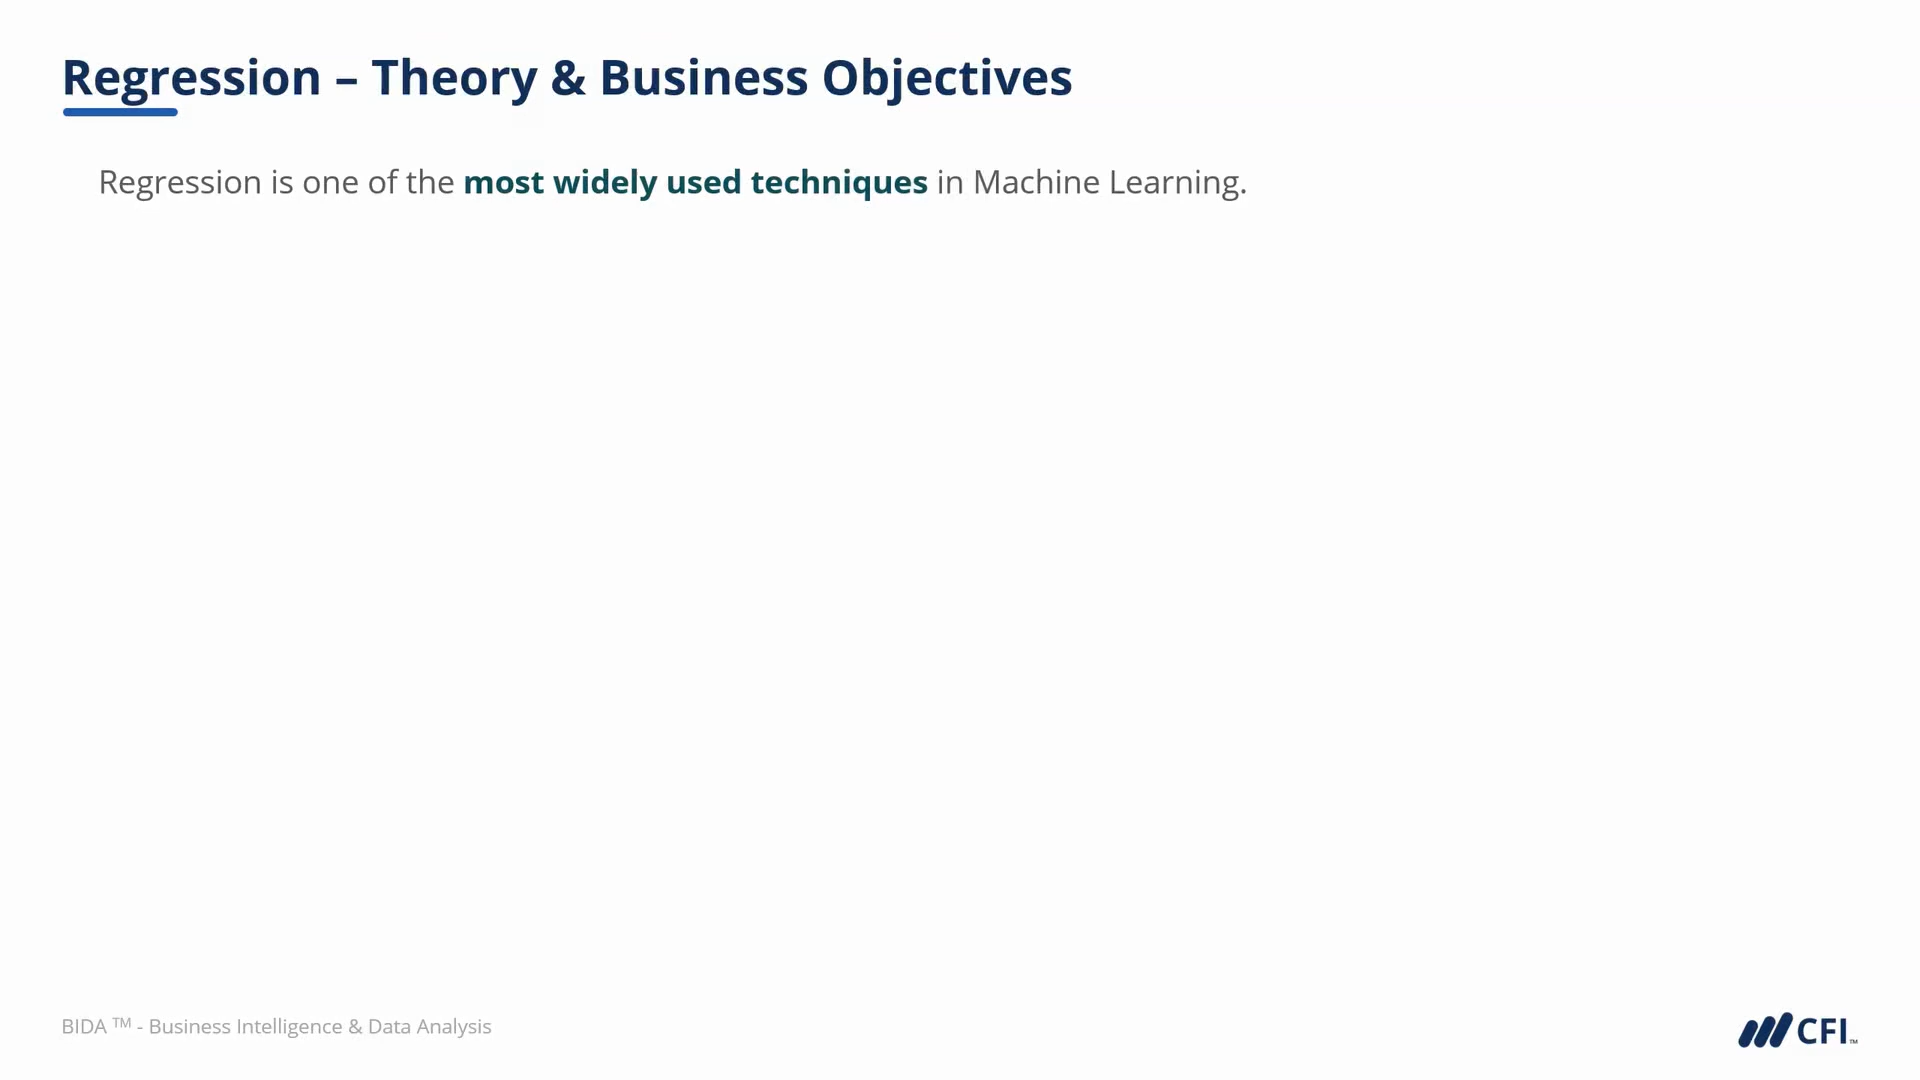 Regression – Theory & Business Objectives
Regression is one of the most widely used techniques in Machine Learning.
BIDA TM - Business Intelligence & Data Analysis
CFI™